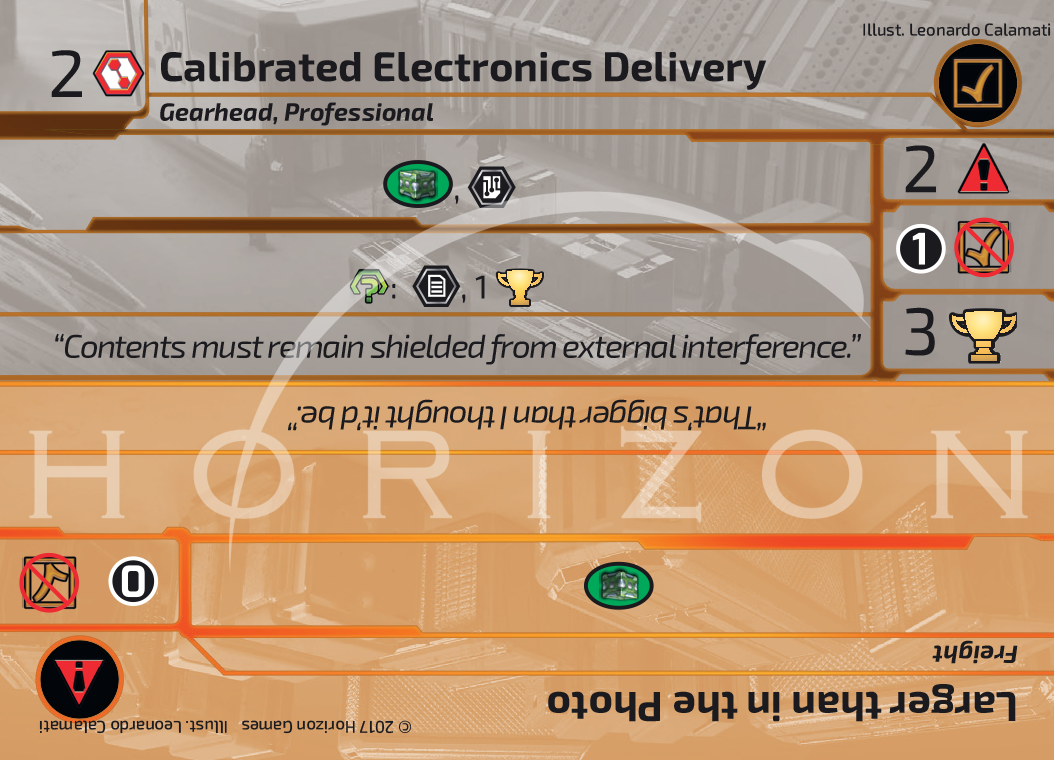 Illust. Leonardo Calamati
2 Calibrated Electronics Delivery
Gearhead, Professional
2
,
1
: , 1
3
“Contents must remain shielded from external interference.”
HORIZON
Larger than in the Photo
Freight
0
“That’s bigger than I thought it’d be.“
© 2017 Horizon Games Illust. Leonardo Calamati